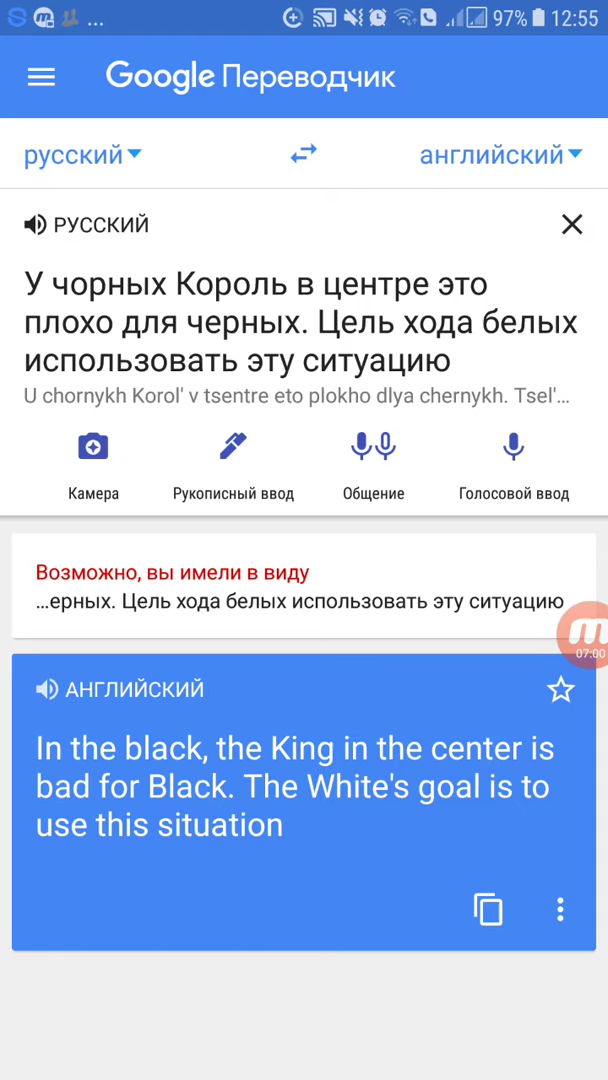 ... 97% 12:55
Google Переводчик
русский английский
РУССКИЙ
У чорных Король в центре это
плохо для черных. Цель хода белых
использовать эту ситуацию
U chornykh Korol' v tsentre eto plokho dlya chernykh. Tsel'...
Камера Рукописный ввод Общение Голосовой ввод
Возможно, вы имели в виду
...ерных. Цель хода белых использовать эту ситуацию
07:00
АНГЛИЙСКИЙ
In the black, the King in the center is
bad for Black. The White's goal is to
use this situation